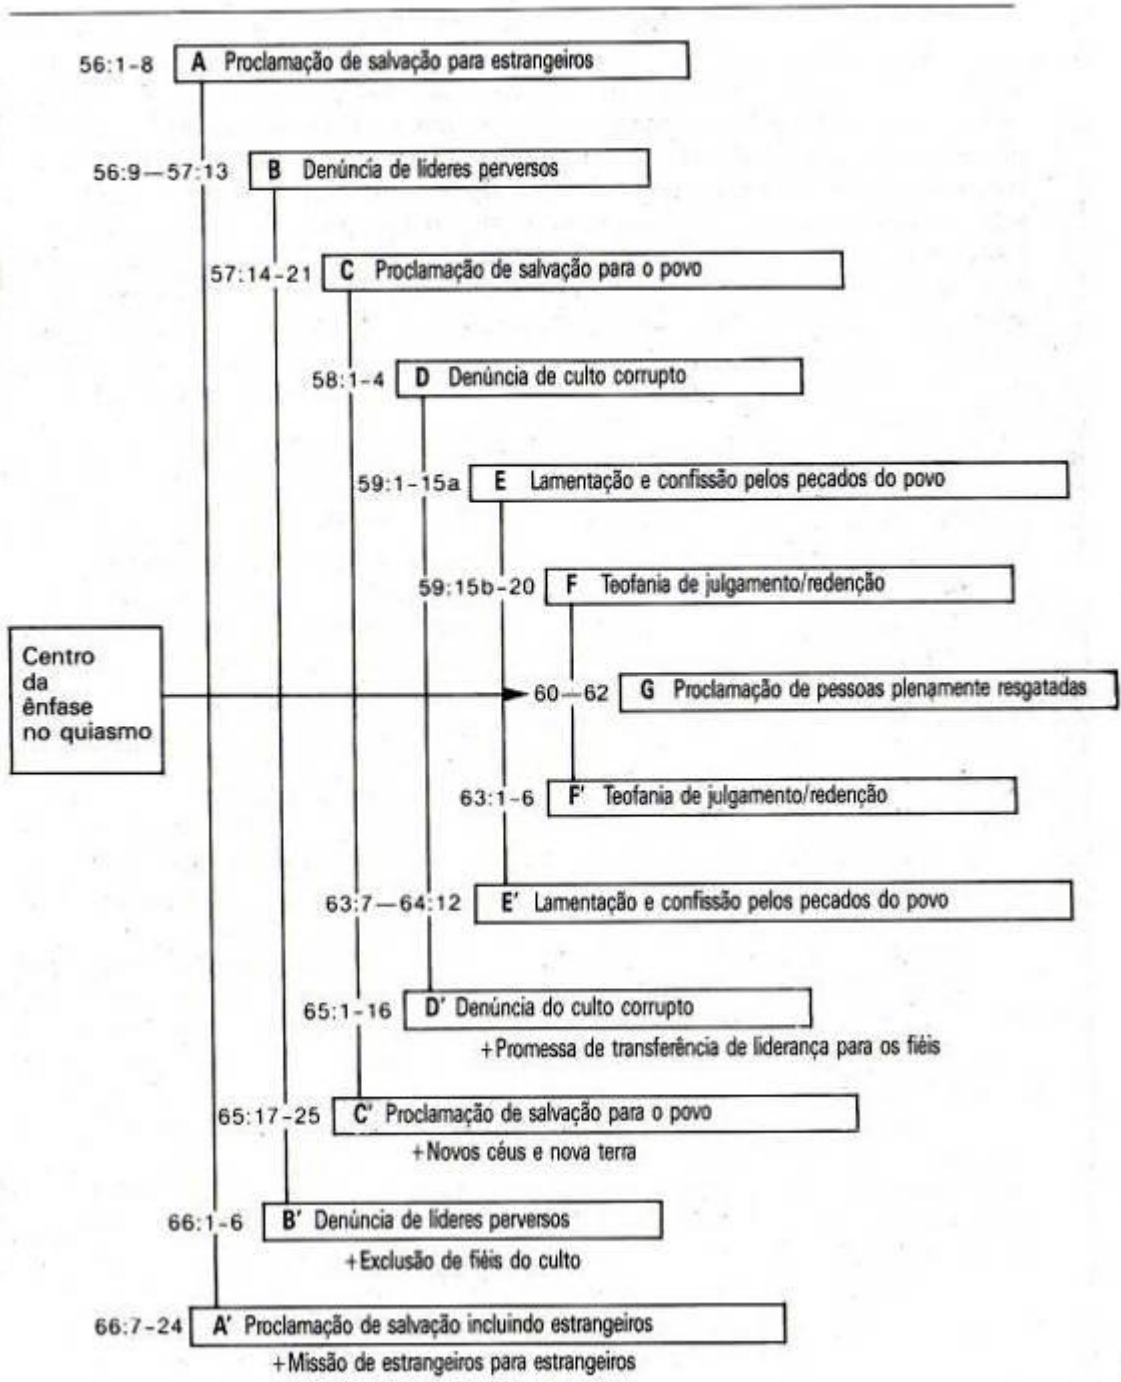 56:1-8 A Proclamação de salvação para estrangeiros
56:9—57:13 B Denúncia de líderes perversos
57:14-21 C Proclamação de salvação para o povo
58:1-4 D Denúncia de culto corrupto
59:1-15a E Lamentação e confissão pelos pecados do povo
59:15b-20 F Teofania de julgamento/redenção
Centro
da
ênfase
no quiasmo
60—62 G Proclamação de pessoas plenamente resgatadas
63:1-6 F' Teofania de julgamento/redenção
63:7—64:12 E' Lamentação e confissão pelos pecados do povo
65:1-16 D' Denúncia do culto corrupto
+Promessa de transferência de liderança para os fiéis
65:17-25 C' Proclamação de salvação para o povo
+Novos céus e nova terra
66:1-6 B' Denúncia de líderes perversos
+Exclusão de fiéis do culto
66:7-24 A' Proclamação de salvação incluindo estrangeiros
+Missão de estrangeiros para estrangeiros